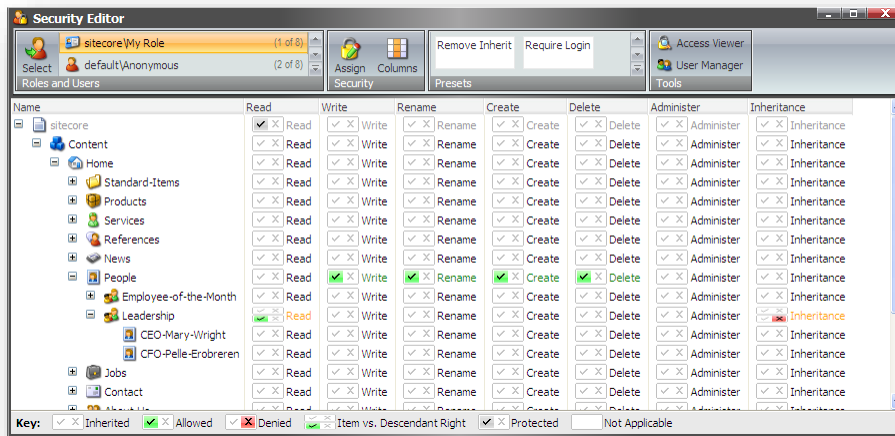 Security Editor
sitecore\My Role (1 of 8)
default\Anonymous (2 of 8)
Select
Roles and Users
Assign Columns
Security
Remove Inherit Require Login
Presets
Access Viewer
User Manager
Tools
Name Read Write Rename Create Delete Administer Inheritance
sitecore Read Write Rename Create Delete Administer Inheritance
Content Read Write Rename Create Delete Administer Inheritance
Home Read Write Rename Create Delete Administer Inheritance
Standard-Items Read Write Rename Create Delete Administer Inheritance
Products Read Write Rename Create Delete Administer Inheritance
Services Read Write Rename Create Delete Administer Inheritance
References Read Write Rename Create Delete Administer Inheritance
News Read Write Rename Create Delete Administer Inheritance
People Read Write Rename Create Delete Administer Inheritance
Employee-of-the-Month Read Write Rename Create Delete Administer Inheritance
Leadership Read Write Rename Create Delete Administer Inheritance
CEO-Mary-Wright Read Write Rename Create Delete Administer Inheritance
CFO-Pelle-Erobreren Read Write Rename Create Delete Administer Inheritance
Jobs Read Write Rename Create Delete Administer Inheritance
Contact Read Write Rename Create Delete Administer Inheritance
Key: Inherited Allowed Denied Item vs. Descendant Right Protected Not Applicable